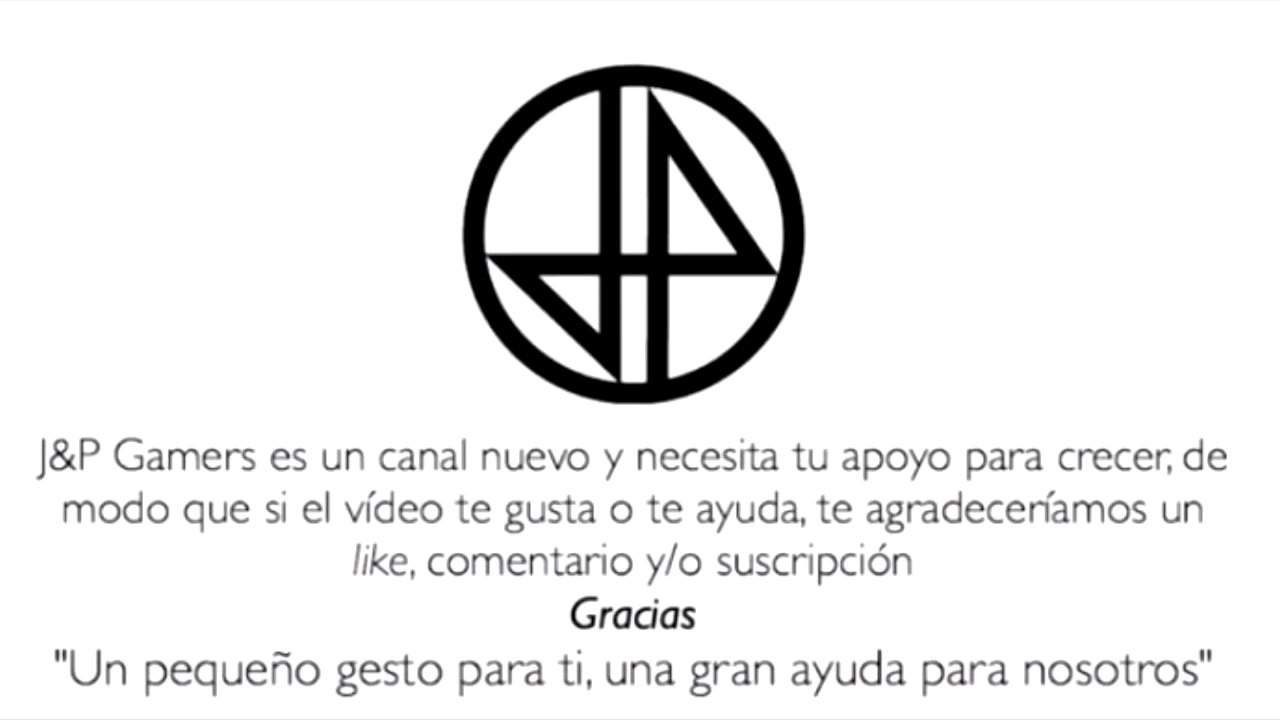 J&P Gamers es un canal nuevo y necesita tu apoyo para crecer, de
modo que si el vídeo te gusta o te ayuda, te agradeceríamos un
like, comentario y/o suscripción
Gracias
"Un pequeño gesto para ti, una gran ayuda para nosotros"